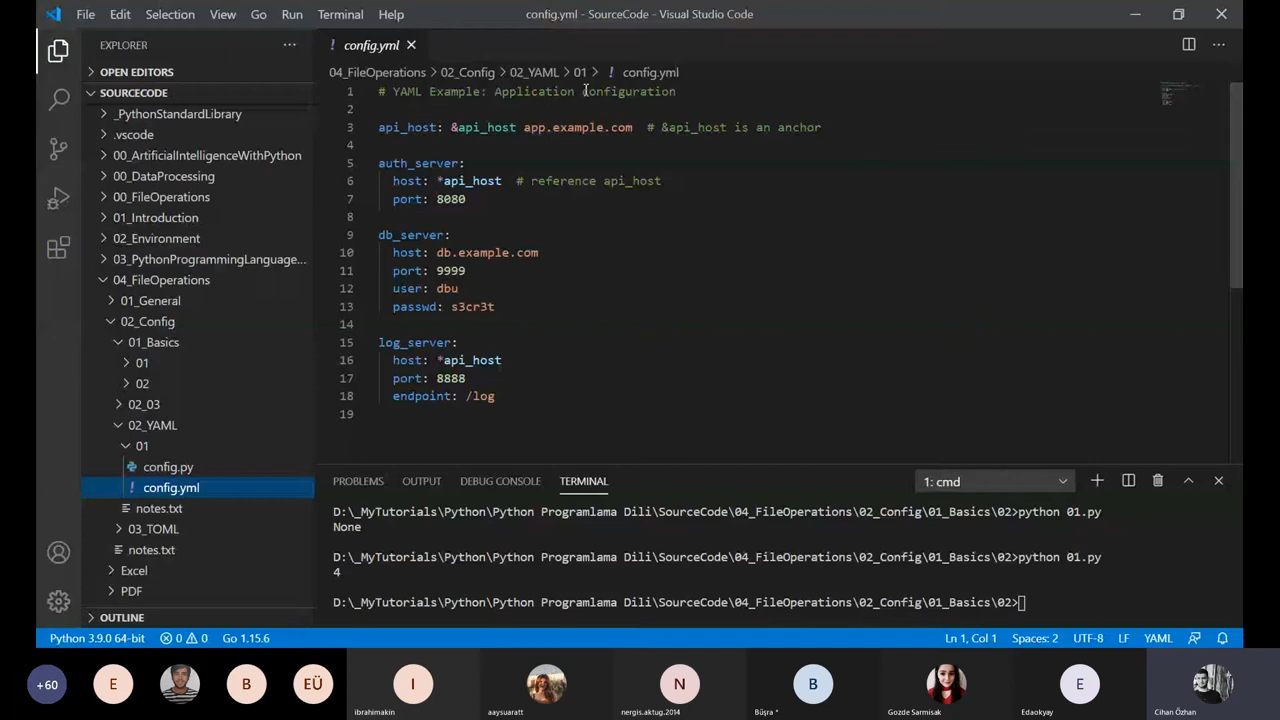 File Edit Selection View Go Run Terminal Help config.yml - SourceCode - Visual Studio Code
EXPLORER
OPEN EDITORS
SOURCECODE
_PythonStandardLibrary
.vscode
00_ArtificialIntelligenceWithPython
00_DataProcessing
00_FileOperations
01_Introduction
02_Environment
03_PythonProgrammingLanguage...
04_FileOperations
01_General
02_Config
01_Basics
01
02
02_03
02_YAML
01
config.py
config.yml
notes.txt
03_TOML
notes.txt
Excel
PDF
OUTLINE
config.yml
04_FileOperations > 02_Config > 02_YAML > 01 > ! config.yml
1 # YAML Example: Application configuration
2
3 api_host: &api_host app.example.com # &api_host is an anchor
4
5 auth_server:
6 host: *api_host # reference api_host
7 port: 8080
8
9 db_server:
10 host: db.example.com
11 port: 9999
12 user: dbu
13 passwd: s3cr3t
14
15 log_server:
16 host: *api_host
17 port: 8888
18 endpoint: /log
19
PROBLEMS OUTPUT DEBUG CONSOLE TERMINAL 1: cmd
D:\_MyTutorials\Python\Python Programlama Dili\SourceCode\04_FileOperations\02_Config\01_Basics\02>python 01.py
None
D:\_MyTutorials\Python\Python Programlama Dili\SourceCode\04_FileOperations\02_Config\01_Basics\02>python 01.py
4
D:\_MyTutorials\Python\Python Programlama Dili\SourceCode\04_FileOperations\02_Config\01_Basics\02>
Python 3.9.0 64-bit 0 0 Go 1.15.6 Ln 1, Col 1 Spaces: 2 UTF-8 LF YAML
+60 E B EÜ I N B E
ibrahimakin aaysuaratt nergis.aktug.2014 Büşra * Gozde Sarmisak Edaokyay Cihan Özhan